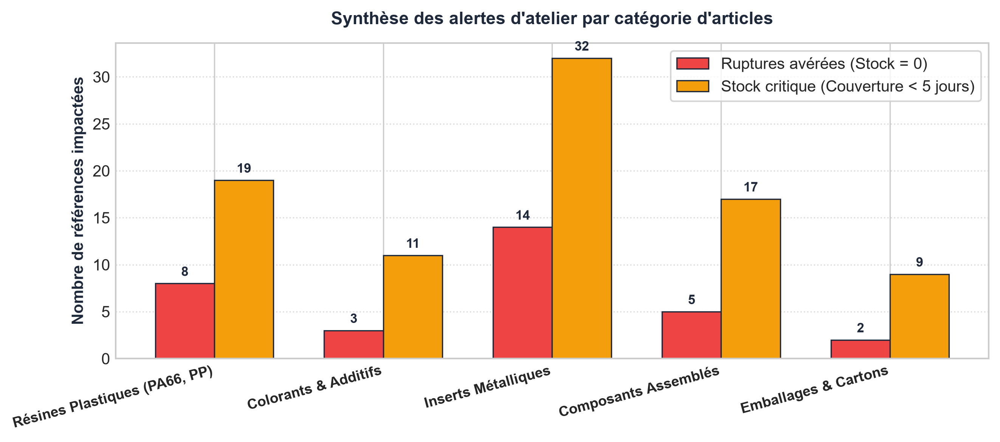 Synthèse des alertes d'atelier par catégorie d'articles
Ruptures avérées (Stock = 0)
Stock critique (Couverture < 5 jours)
Nombre de références impactées
30
25
20
15
10
5
0
8
19
3
11
14
32
5
17
2
9
Résines Plastiques (PA66, PP)
Colorants & Additifs
Inserts Métalliques
Composants Assemblés
Emballages & Cartons